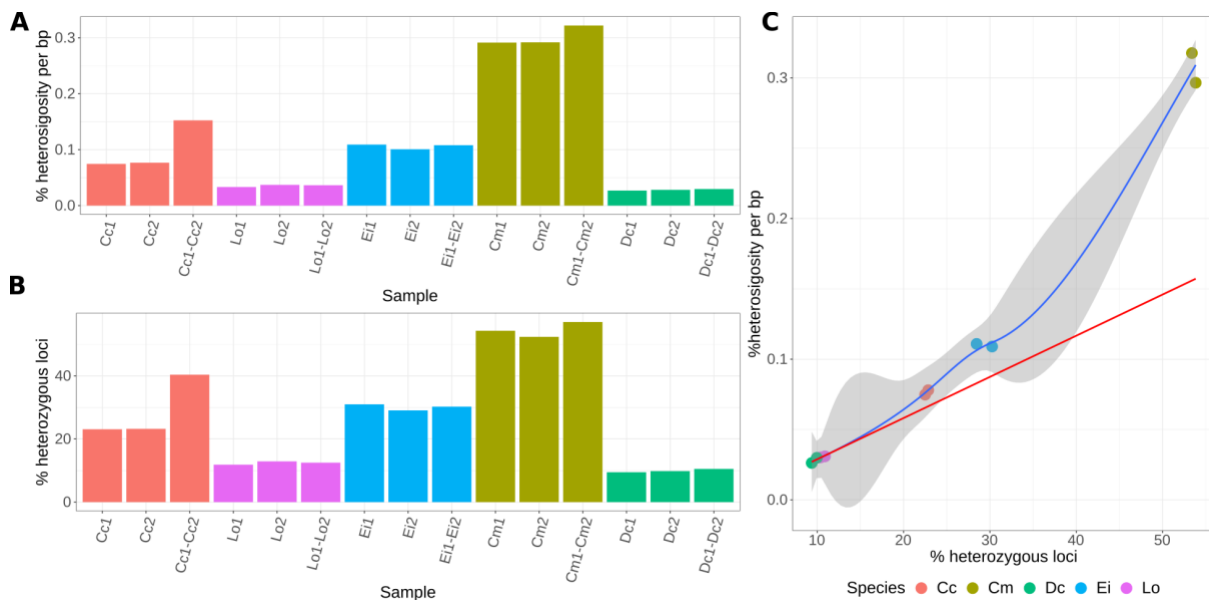 A
% heterosigosity per bp
0.3
0.2
0.1
0.0
Cc1
Cc2
Cc1-Cc2
Lo1
Lo2
Lo1-Lo2
Ei1
Ei2
Ei1-Ei2
Cm1
Cm2
Cm1-Cm2
Dc1
Dc2
Dc1-Dc2
Sample
B
% heterozygous loci
40
20
0
Cc1
Cc2
Cc1-Cc2
Lo1
Lo2
Lo1-Lo2
Ei1
Ei2
Ei1-Ei2
Cm1
Cm2
Cm1-Cm2
Dc1
Dc2
Dc1-Dc2
Sample
C
%heterosigosity per bp
0.3
0.2
0.1
0.0
10
20
30
40
50
% heterozygous loci
Species Cc Cm Dc Ei Lo